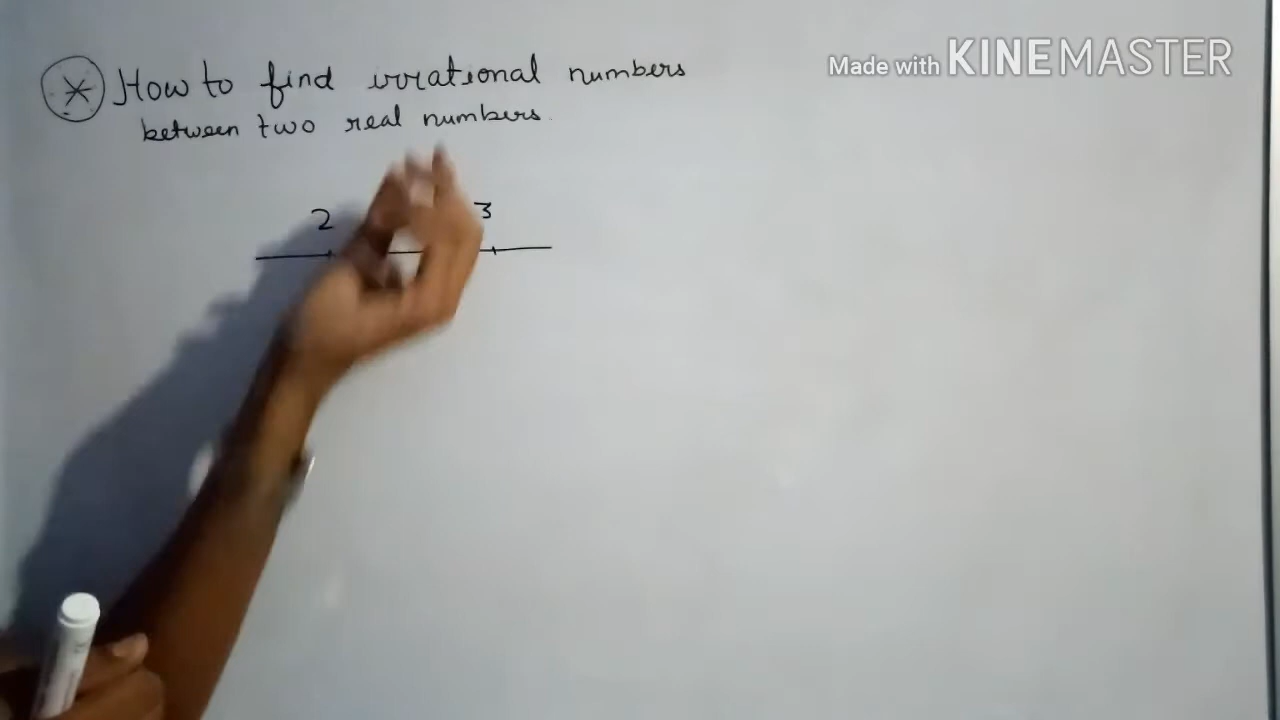 Made with KINEMASTER
* How to find irrational numbers
between two real numbers.
2 3